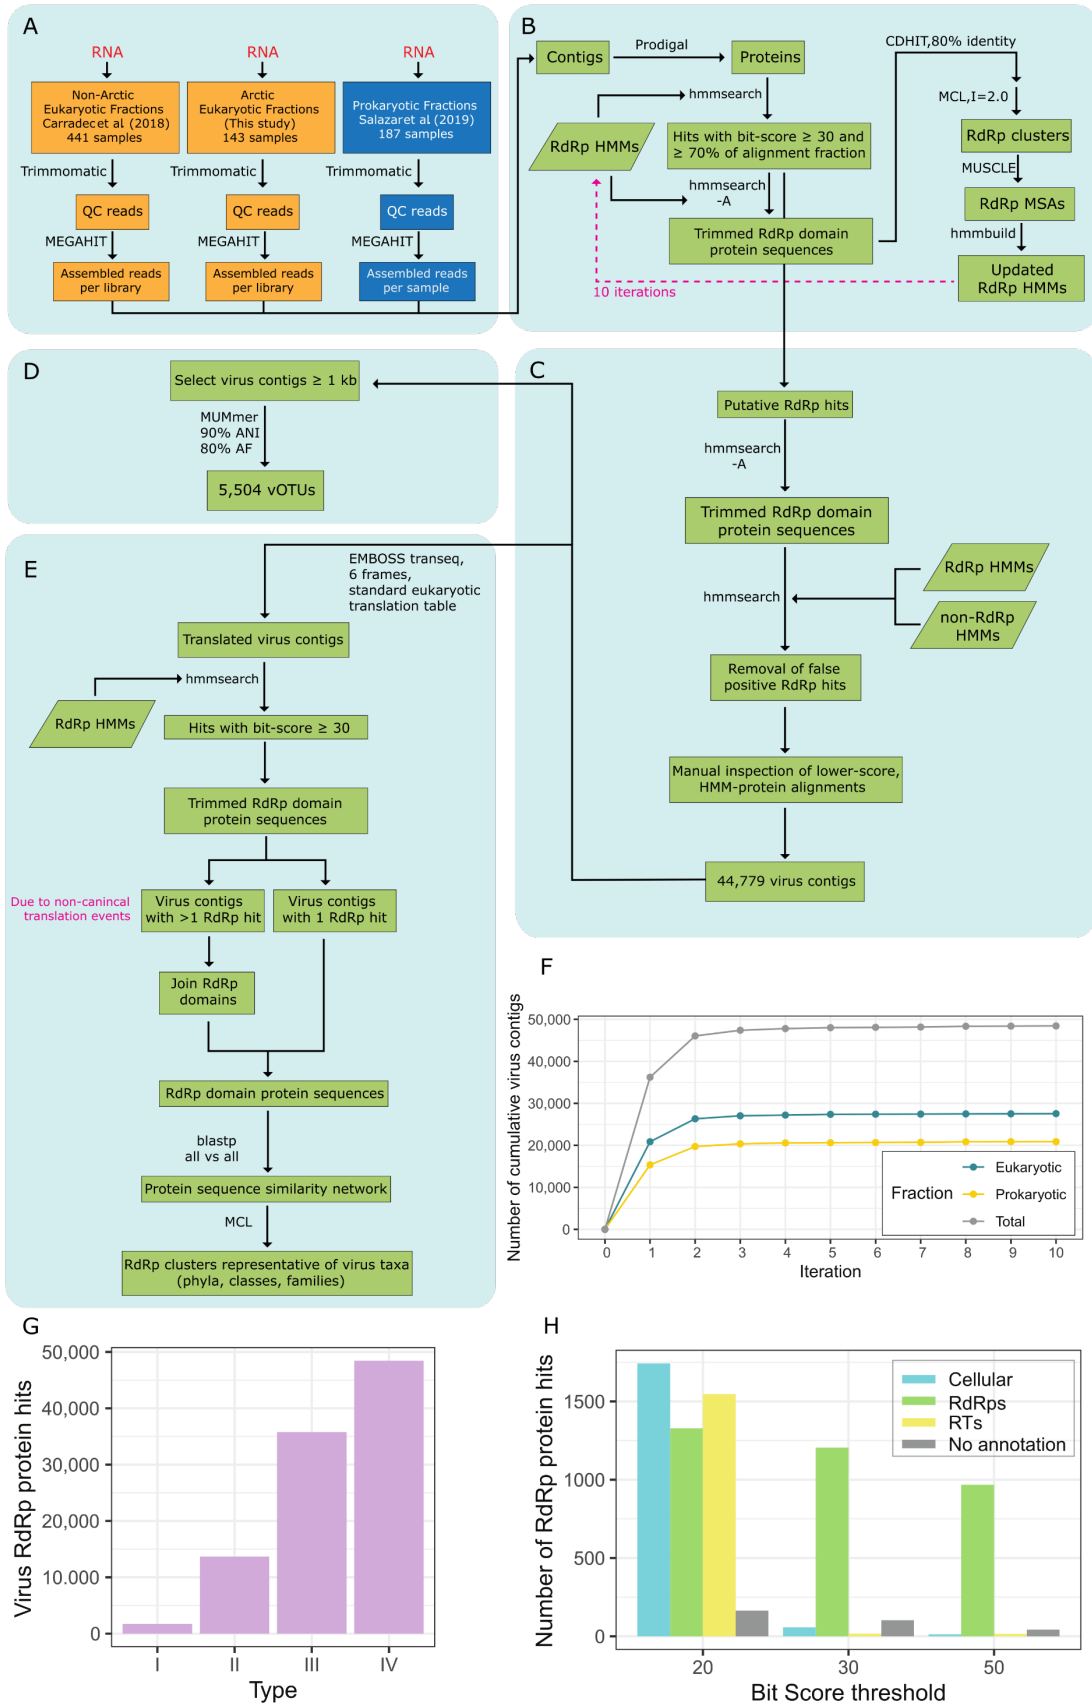 A
RNA
RNA
RNA
Non-Arctic
Eukaryotic Fractions
Carradec et al. (2018)
441 samples
Arctic
Eukaryotic Fractions
(This study)
143 samples
Prokaryotic Fractions
Salazar et al. (2019)
187 samples
Trimmomatic
Trimmomatic
Trimmomatic
QC reads
QC reads
QC reads
MEGAHIT
MEGAHIT
MEGAHIT
Assembled reads
per library
Assembled reads
per library
Assembled reads
per sample
B
Contigs
Prodigal
Proteins
hmmsearch
RdRp HMMs
Hits with bit-score ≥ 30 and
≥ 70% of alignment fraction
hmmsearch
-A
Trimmed RdRp domain
protein sequences
CDHIT,80% identity
MCL,I=2.0
RdRp clusters
MUSCLE
RdRp MSAs
hmmbuild
Updated
RdRp HMMs
10 iterations
C
Putative RdRp hits
hmmsearch
-A
Trimmed RdRp domain
protein sequences
hmmsearch
RdRp HMMs
non-RdRp
HMMs
Removal of false
positive RdRp hits
Manual inspection of lower-score,
HMM-protein alignments
44,779 virus contigs
D
Select virus contigs ≥ 1 kb
MUMmer
90% ANI
80% AF
5,504 vOTUs
E
EMBOSS transeq,
6 frames,
standard eukaryotic
translation table
Translated virus contigs
hmmsearch
RdRp HMMs
Hits with bit-score ≥ 30
Trimmed RdRp domain
protein sequences
Due to non-canincal
translation events
Virus contigs
with >1 RdRp hit
Virus contigs
with 1 RdRp hit
Join RdRp
domains
RdRp domain protein sequences
blastp
all vs all
Protein sequence similarity network
MCL
RdRp clusters representative of virus taxa
(phyla, classes, families)
F
Number of cumulative virus contigs
50,000
40,000
30,000
20,000
10,000
0
0 1 2 3 4 5 6 7 8 9 10
Iteration
Fraction
Eukaryotic
Prokaryotic
Total
G
Virus RdRp protein hits
50,000
40,000
30,000
20,000
10.000
0
I II III IV
Type
H
Number of RdRp protein hits
1500
1000
500
0
20 30 50
Bit Score threshold
Cellular
RdRps
RTs
No annotation